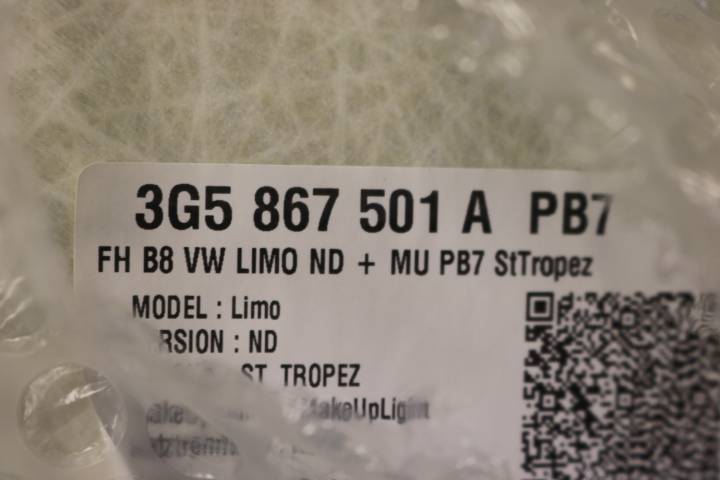 3G5 867 501 A PB7
FH B8 VW LIMO ND + MU PB7 StTropez
MODEL : Limo
RSION : ND
ST TROPEZ
MakeUpLight